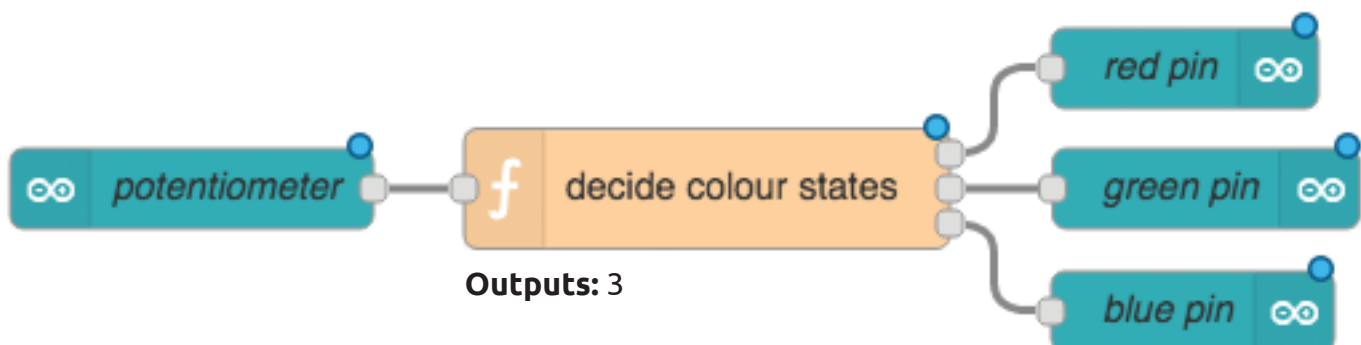 red pin
potentiometer
decide colour states
green pin
Outputs: 3
blue pin